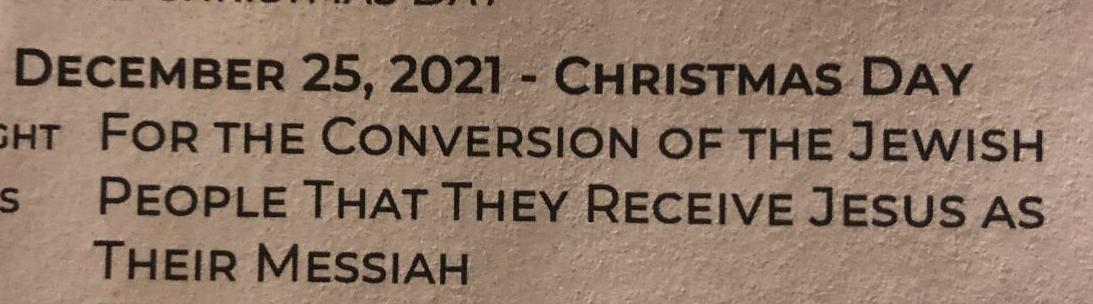 December 25, 2021 - Christmas Day
For the Conversion of the Jewish
People That They Receive Jesus as
Their Messiah